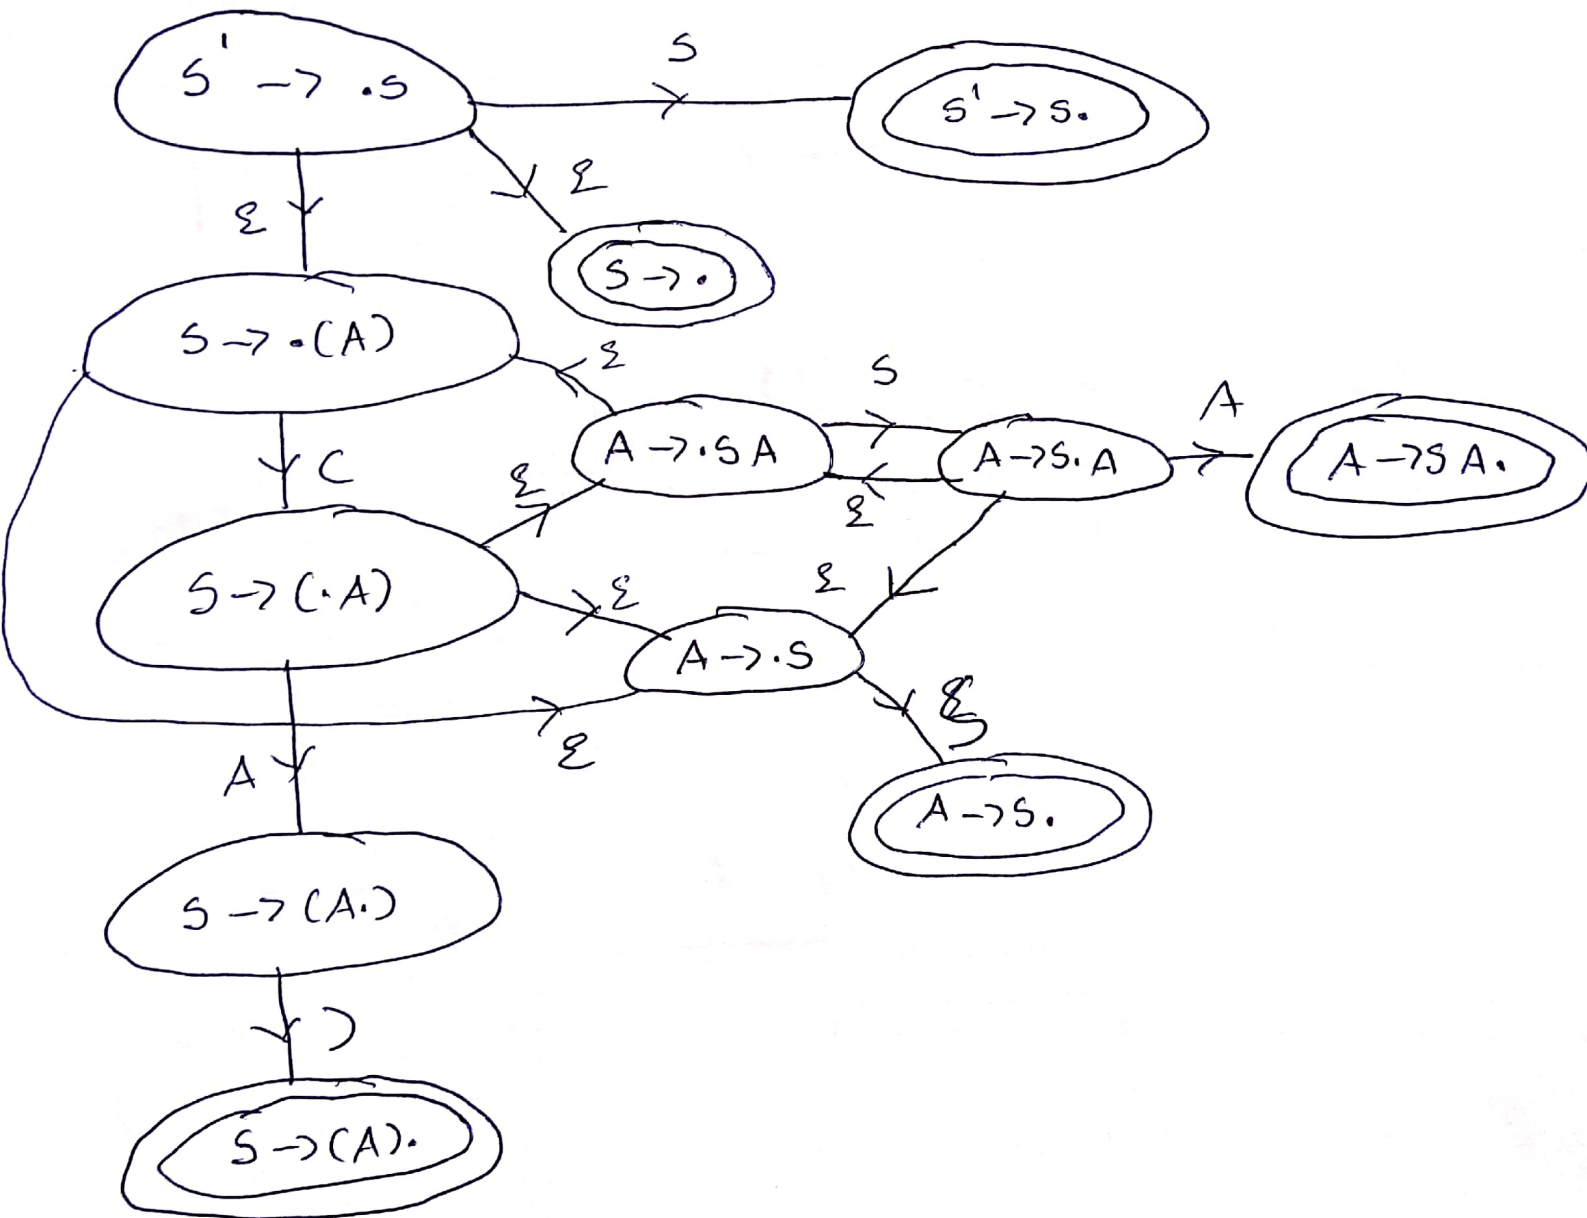 S
S' -> .S
S' -> S.
ε
ε
S -> .
S -> .(A)
ε
S
A
A -> .SA
A -> S.A
A -> SA.
(
ε
ε
S -> (.A)
ε
ε
A -> .S
ε
A
A -> S.
S -> (A.)
)
S -> (A).